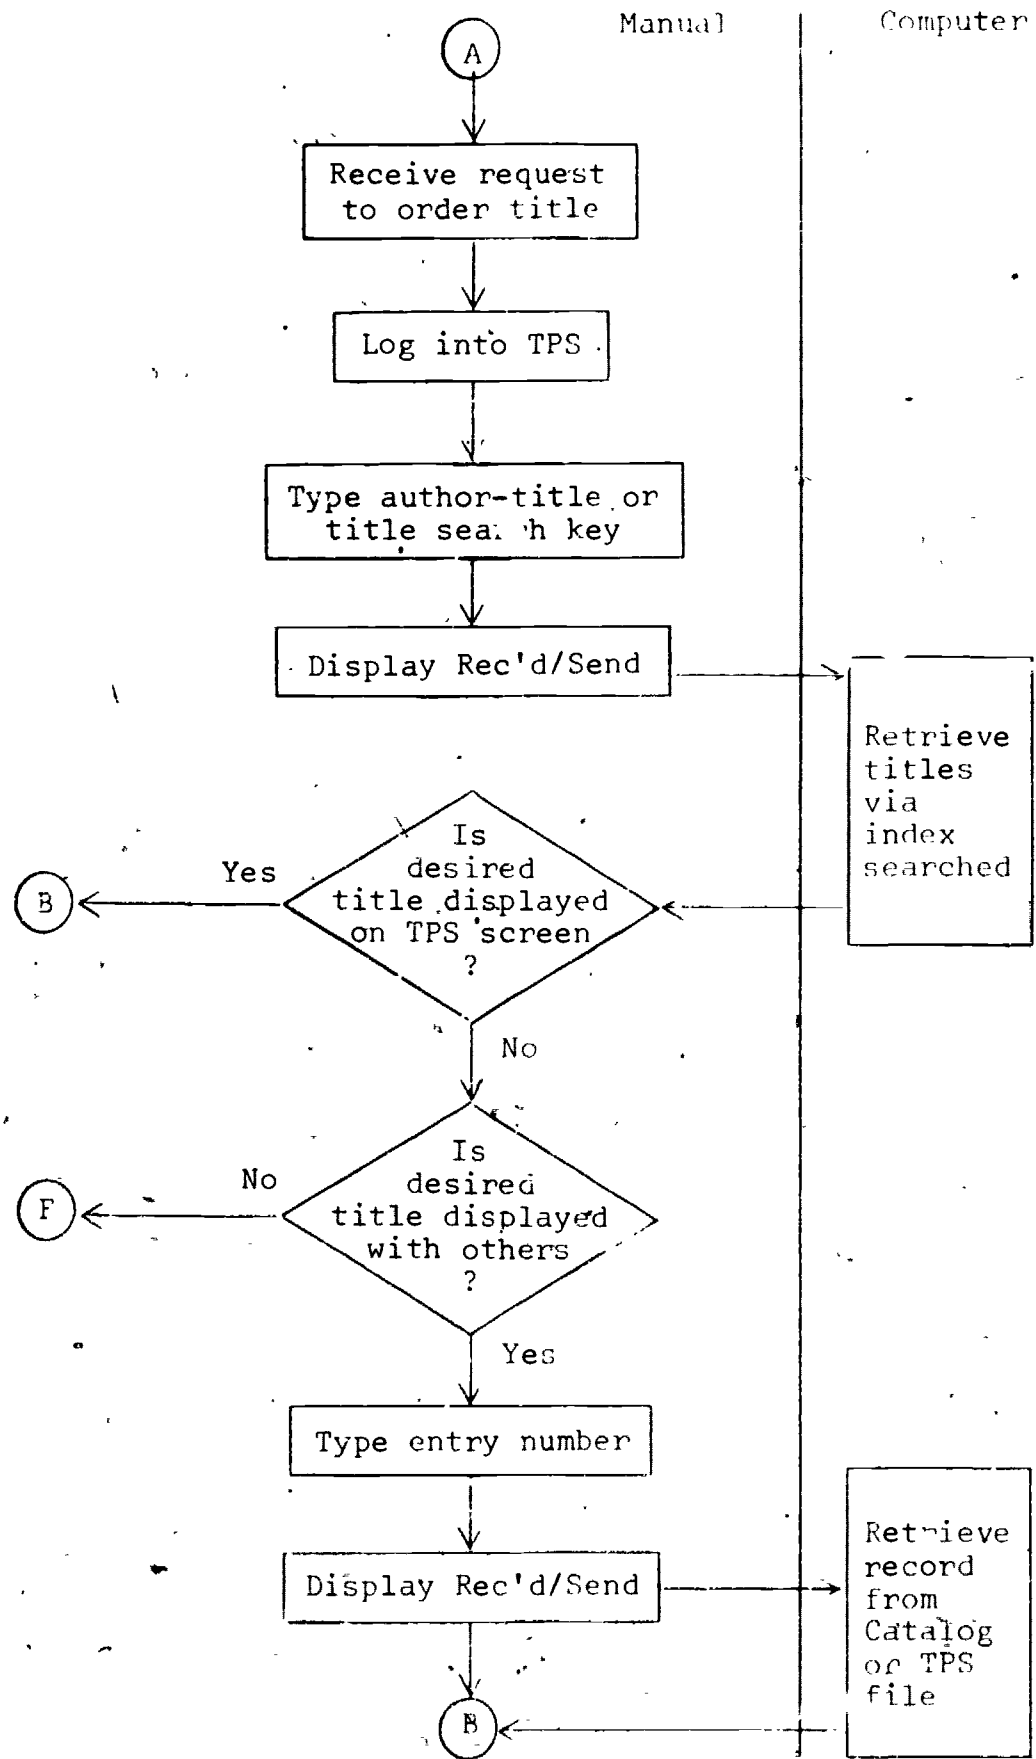 Manual
Computer
A
Receive request
to order title
Log into TPS
Type author-title or
title key
Display Rec'd/Send
Retrieve
titles
via
index
searched
Is
desired
title displayed
on TPS screen
?
Yes
B
No
Is
desired
title displayed
with others
?
No
F
Yes
Type entry number
Display Rec'd/Send
Retrieve
record
from
Catalog
or TPS
file
B